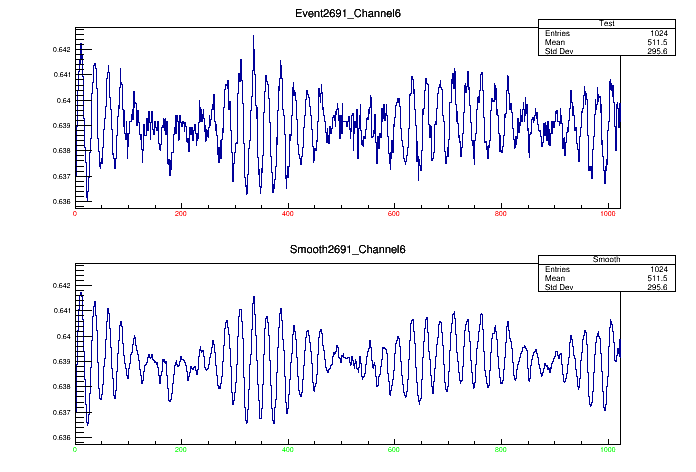 Event2691_Channel6
Test
Entries 1024
Mean 511.5
Std Dev 295.6
0.642
0.641
0.64
0.639
0.638
0.637
0.636
0 200 400 600 800 1000
Smooth2691_Channel6
Smooth
Entries 1024
Mean 511.5
Std Dev 295.6
0.642
0.641
0.64
0.639
0.638
0.637
0.636
0 200 400 600 800 1000